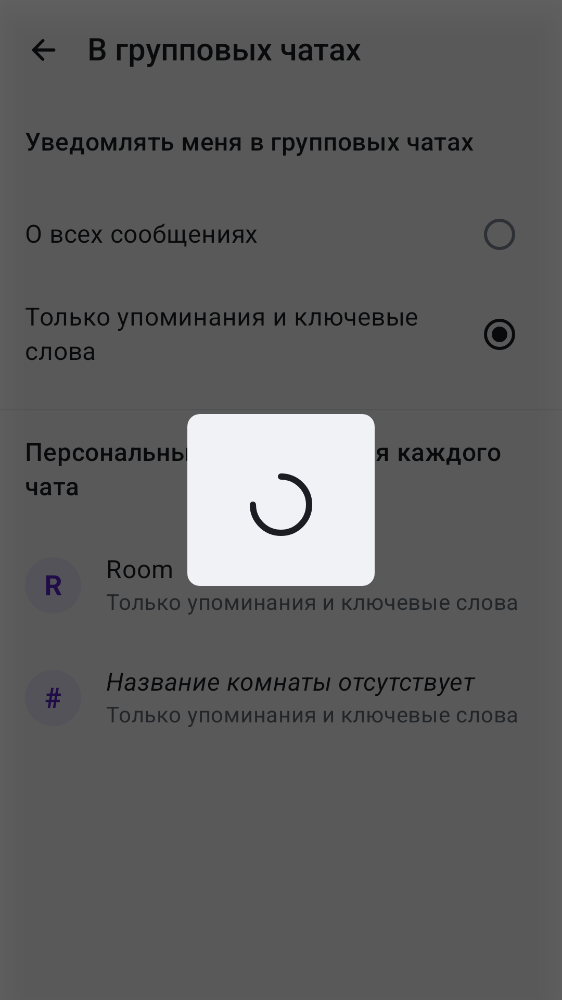 В групповых чатах
Уведомлять меня в групповых чатах
О всех сообщениях
Только упоминания и ключевые
слова
Персональны я каждого
чата
R
Room
Только упоминания и ключевые слова
#
Название комнаты отсутствует
Только упоминания и ключевые слова